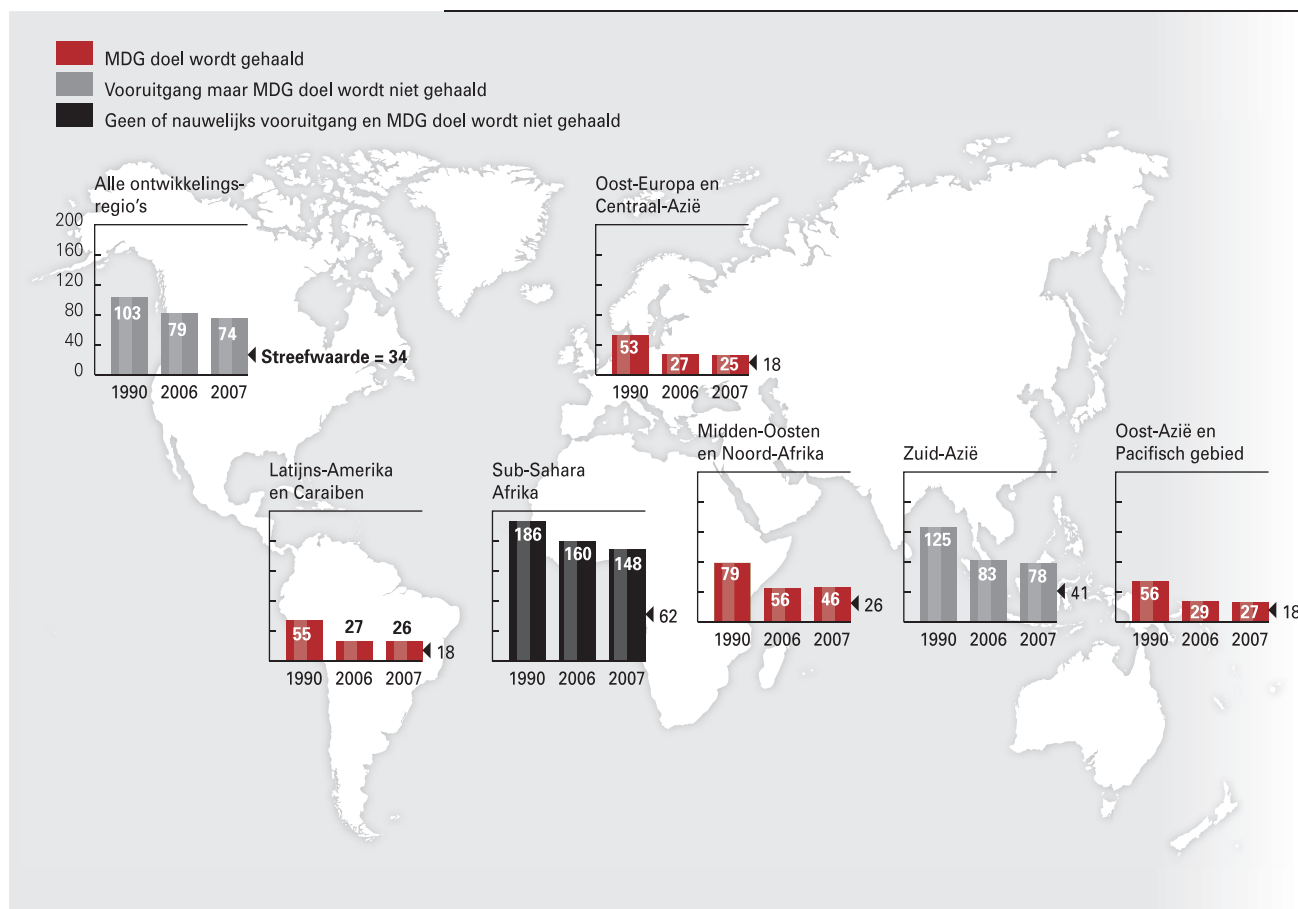 MDG doel wordt gehaald
Vooruitgang maar MDG doel wordt niet gehaald
Geen of nauwelijks vooruitgang en MDG doel wordt niet gehaald
Alle ontwikkelings-
regio's
200
160
120
80
40
0
103
79
74
Streefwaarde = 34
1990 2006 2007
Oost-Europa en
Centraal-Azië
53
27
25
18
1990 2006 2007
Latijns-Amerika
en Caraiben
55
27
26
18
1990 2006 2007
Sub-Sahara
Afrika
186
160
148
62
1990 2006 2007
Midden-Oosten
en Noord-Afrika
79
56
46
26
1990 2006 2007
Zuid-Azië
125
83
78
41
1990 2006 2007
Oost-Azië en
Pacifisch gebied
56
29
27
18
1990 2006 2007